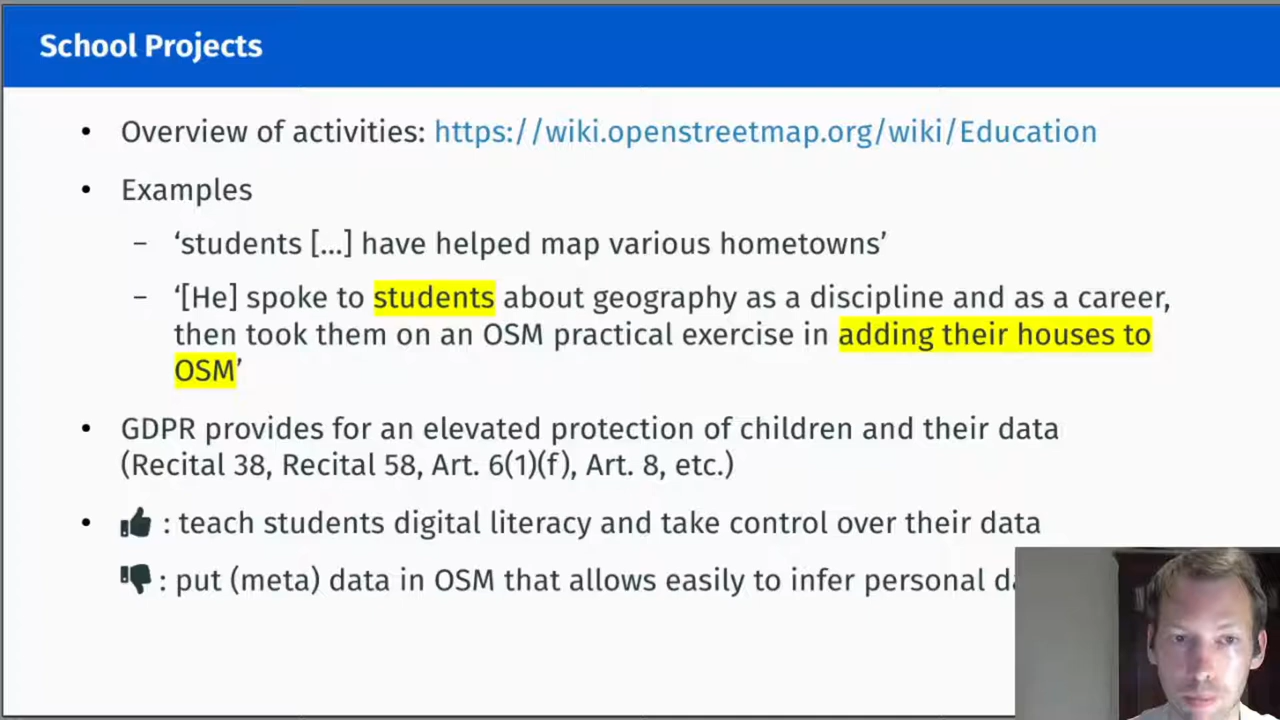 School Projects
• Overview of activities: https://wiki.openstreetmap.org/wiki/Education
• Examples
– ‘students [...] have helped map various hometowns’
– ‘[He] spoke to students about geography as a discipline and as a career,
then took them on an OSM practical exercise in adding their houses to
OSM’
• GDPR provides for an elevated protection of children and their data
(Recital 38, Recital 58, Art. 6(1)(f), Art. 8, etc.)
• : teach students digital literacy and take control over their data
: put (meta) data in OSM that allows easily to infer personal